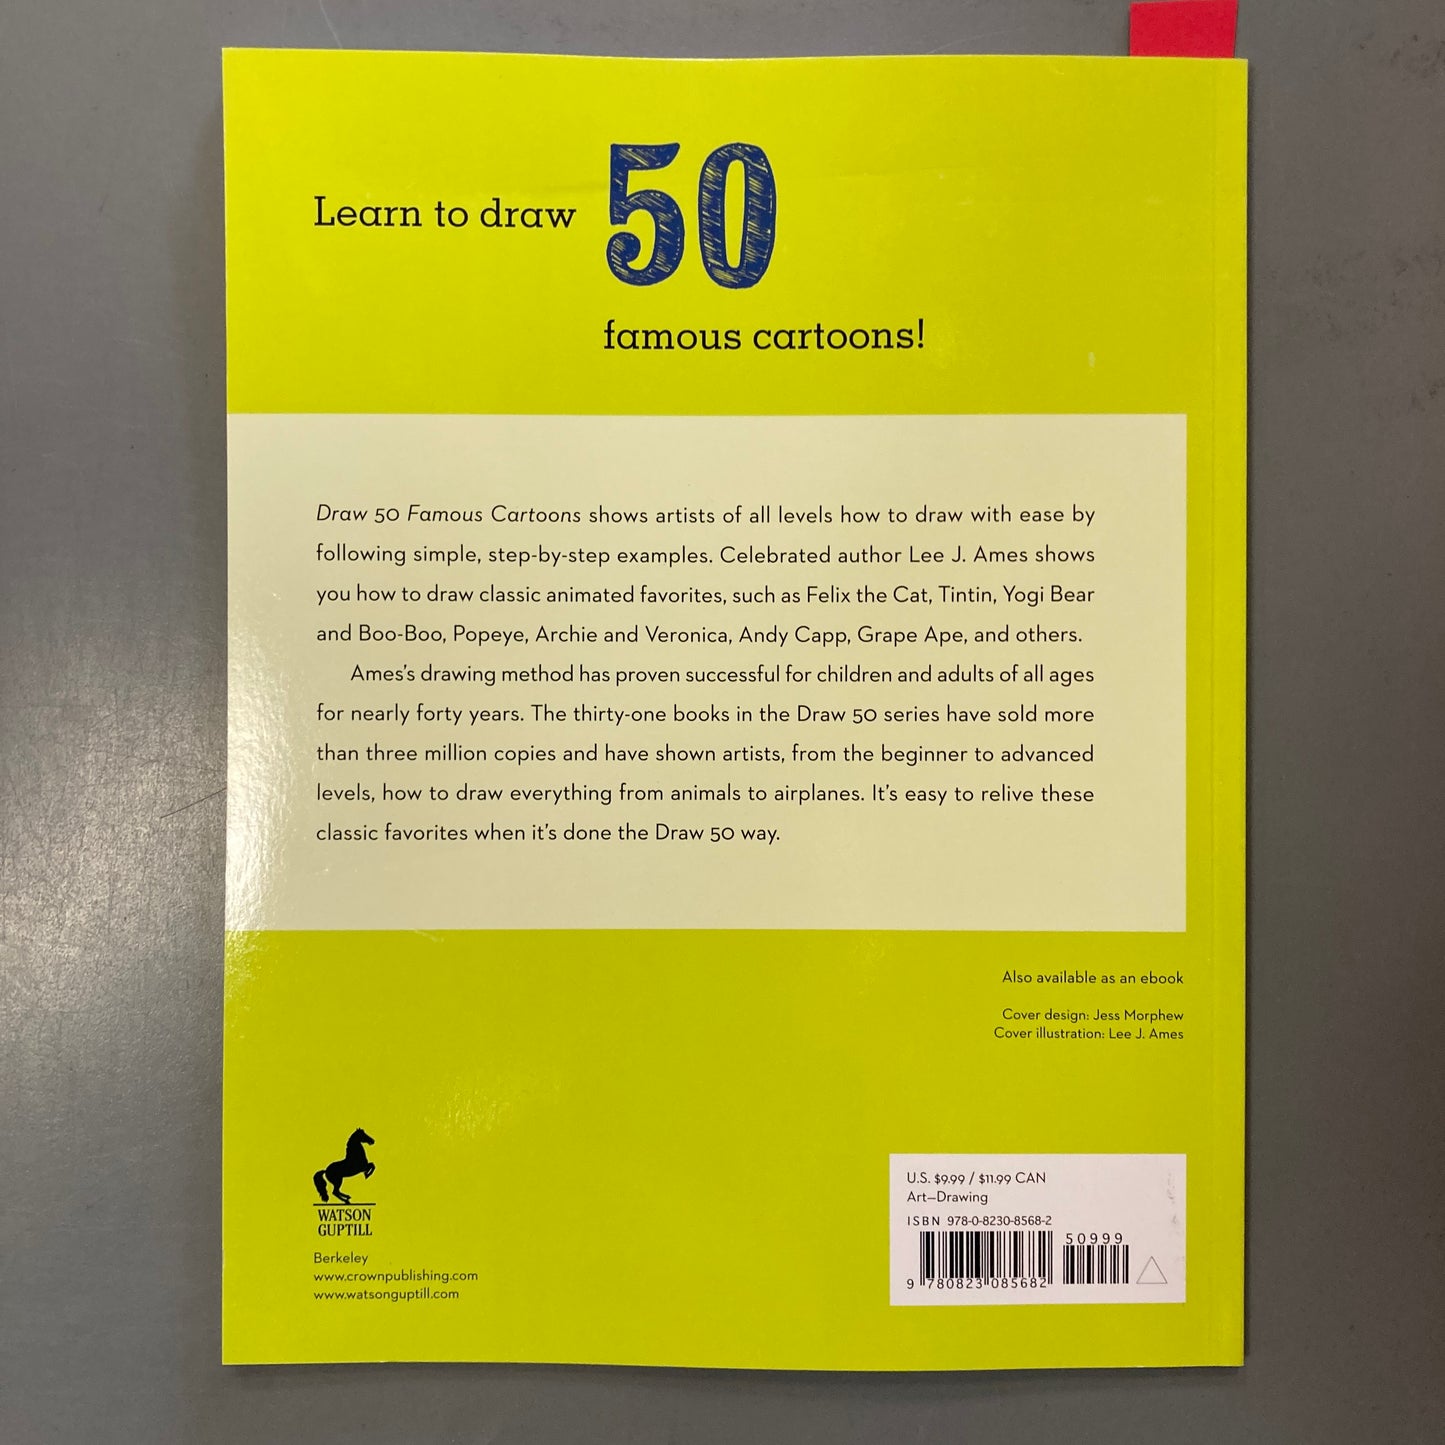 Learn to draw 50
famous cartoons!
Draw 50 Famous Cartoons shows artists of all levels how to draw with ease by
following simple, step-by-step examples. Celebrated author Lee J. Ames shows
you how to draw classic animated favorites, such as Felix the Cat, Tintin, Yogi Bear
and Boo-Boo, Popeye, Archie and Veronica, Andy Capp, Grape Ape, and others.
Ames's drawing method has proven successful for children and adults of all ages
for nearly forty years. The thirty-one books in the Draw 50 series have sold more
than three million copies and have shown artists, from the beginner to advanced
levels, how to draw everything from animals to airplanes. It's easy to relive these
classic favorites when it's done the Draw 50 way.
Also available as an ebook
Cover design: Jess Morphew
Cover illustration: Lee J. Ames
WATSON
GUPTILL
Berkeley
www.crownpublishing.com
www.watsonguptill.com
U.S. $9.99 / $11.99 CAN
Art—Drawing
ISBN 978-0-8230-8568-2
50999
9 780823 085682